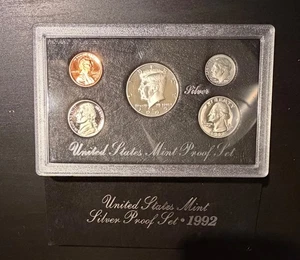 Silver
United States Mint Proof Set
United States Mint
Silver Proof Set • 1992